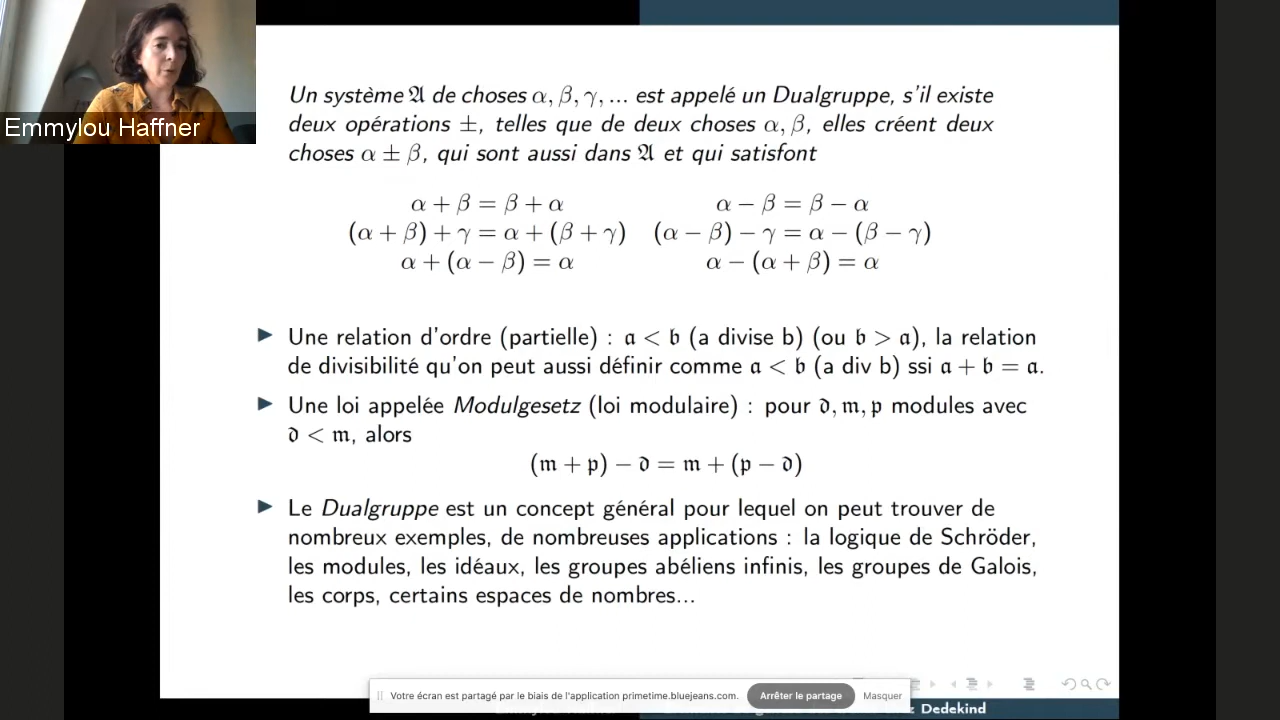 Emmylou Haffner
Un système 𝔄 de choses α, β, γ, ... est appelé un Dualgruppe, s'il existe
deux opérations ±, telles que de deux choses α, β, elles créent deux
choses α ± β, qui sont aussi dans 𝔄 et qui satisfont
α + β = β + α α − β = β − α
(α + β) + γ = α + (β + γ) (α − β) − γ = α − (β − γ)
α + (α − β) = α α − (α + β) = α
▶ Une relation d'ordre (partielle) : 𝔞 < 𝔟 (a divise b) (ou 𝔟 > 𝔞), la relation
de divisibilité qu'on peut aussi définir comme 𝔞 < 𝔟 (a div b) ssi 𝔞 + 𝔟 = 𝔞.
▶ Une loi appelée Modulgesetz (loi modulaire) : pour 𝔡, 𝔪, 𝔭 modules avec
𝔡 < 𝔪, alors
(𝔪 + 𝔭) − 𝔡 = 𝔪 + (𝔭 − 𝔡)
▶ Le Dualgruppe est un concept général pour lequel on peut trouver de
nombreux exemples, de nombreuses applications : la logique de Schröder,
les modules, les idéaux, les groupes abéliens infinis, les groupes de Galois,
les corps, certains espaces de nombres...
Votre écran est partagé par le biais de l'application primetime.bluejeans.com. Arrêter le partage Masquer
chez Dedekind